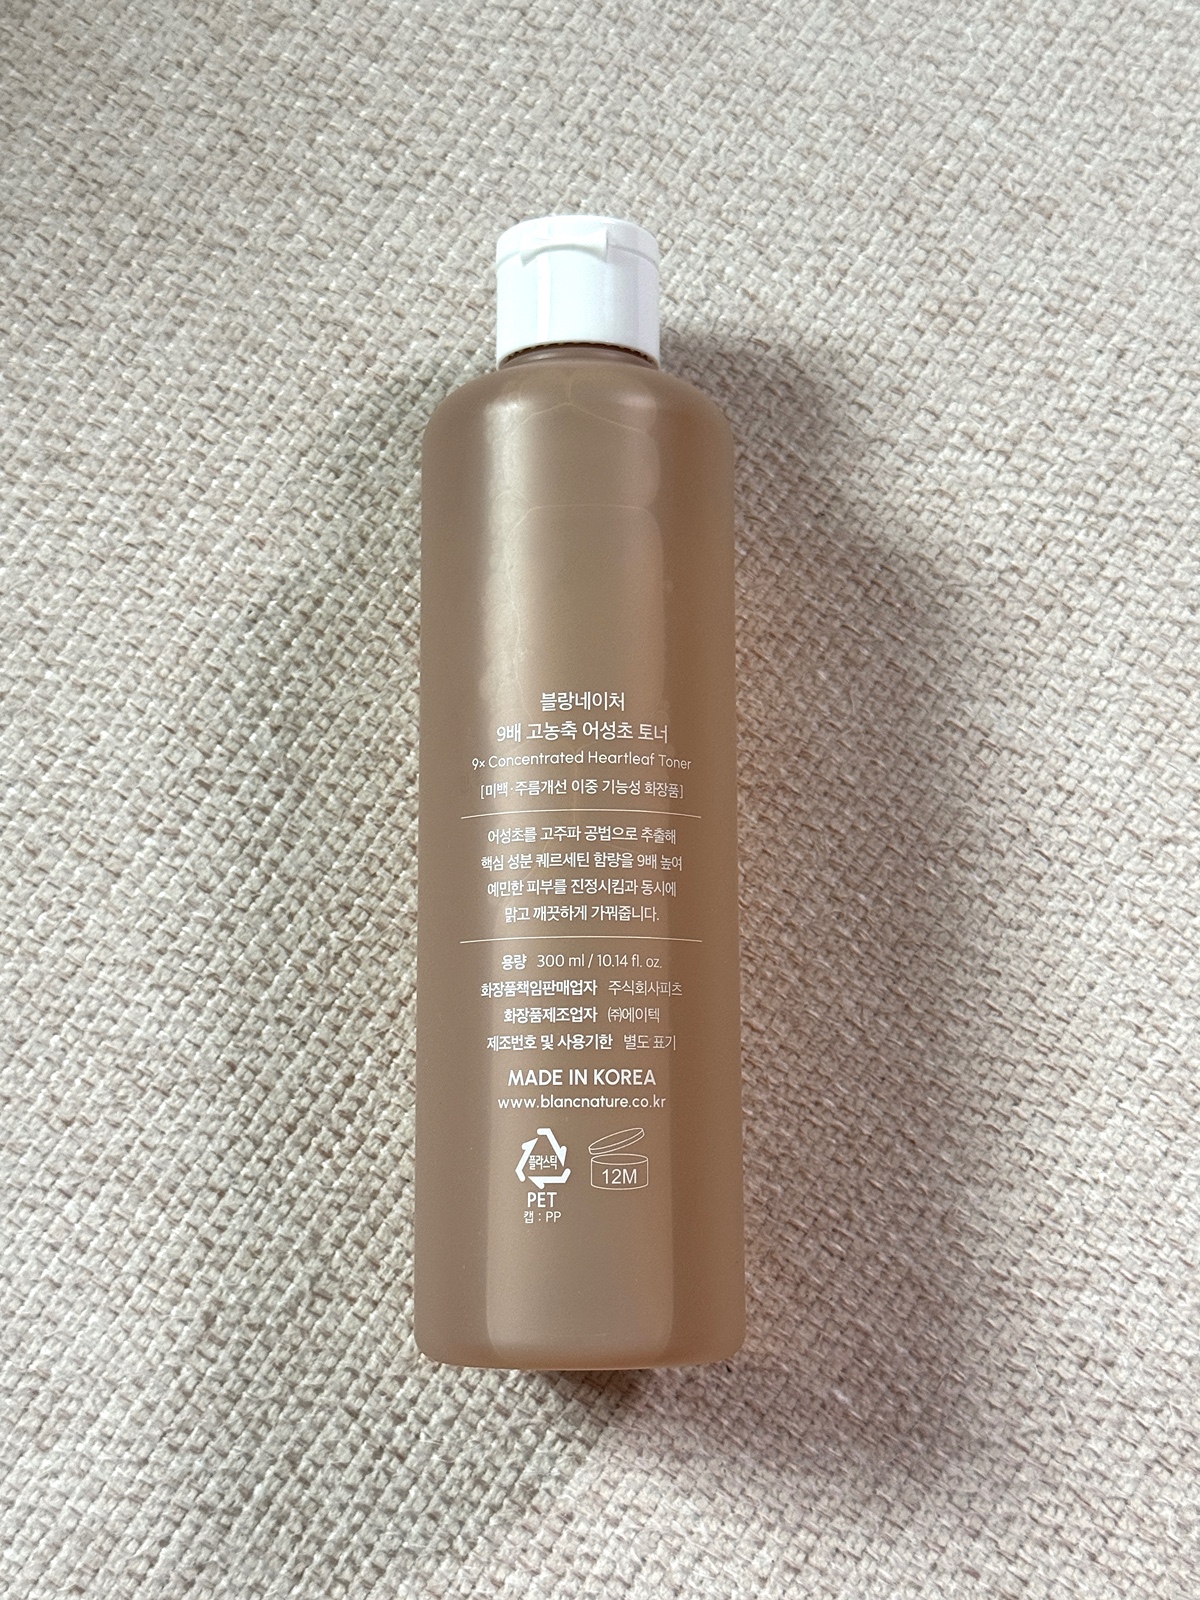 블랑네이처
9배 고농축 어성초 토너
9× Concentrated Heartleaf Toner
[미백·주름개선 이중 기능성 화장품]
어성초를 고주파 공법으로 추출해
핵심 성분 퀘르세틴 함량을 9배 높여
예민한 피부를 진정시킴과 동시에
맑고 깨끗하게 가꿔줍니다.
용량 300 ml / 10.14 fl. oz.
화장품책임판매업자 주식회사피츠
화장품제조업자 ㈜에이텍
제조번호 및 사용기한 별도 표기
MADE IN KOREA
www.blancnature.co.kr
플라스틱
12M
PET
캡 : PP